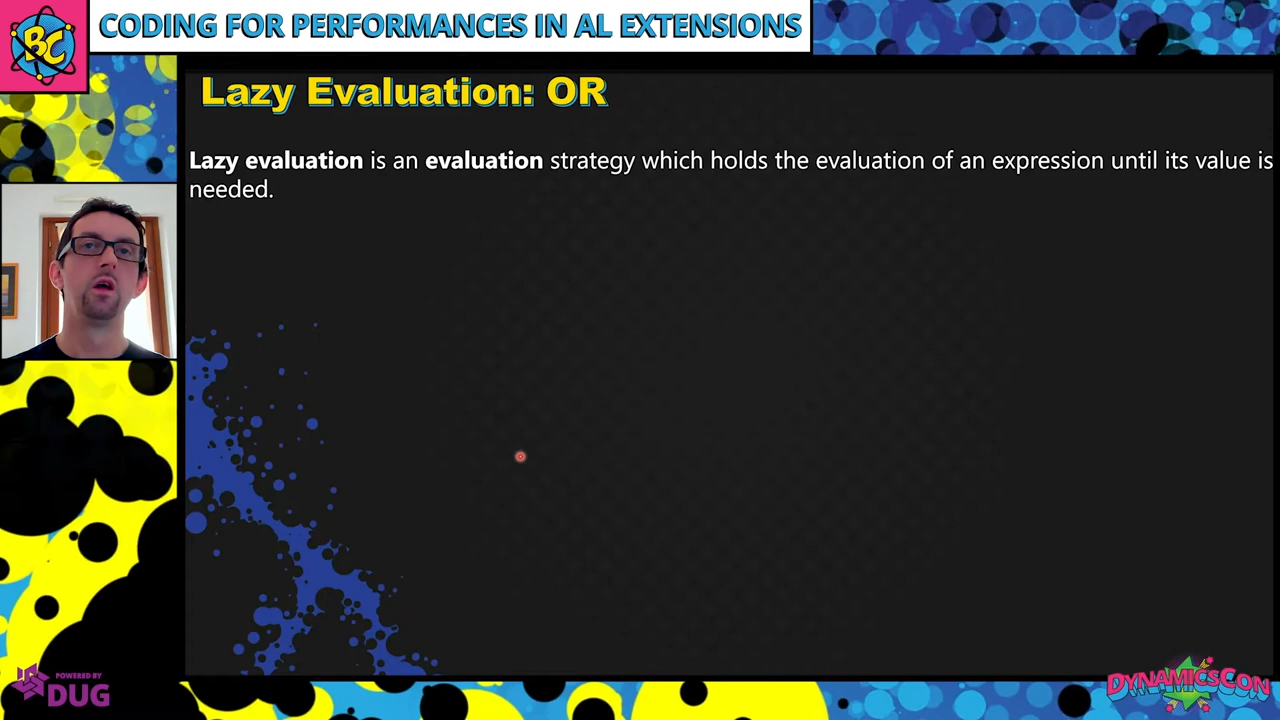 BC
CODING FOR PERFORMANCES IN AL EXTENSIONS
Lazy Evaluation: OR
Lazy evaluation is an evaluation strategy which holds the evaluation of an expression until its value is
needed.
POWERED BY
DUG
DYNAMICSCON